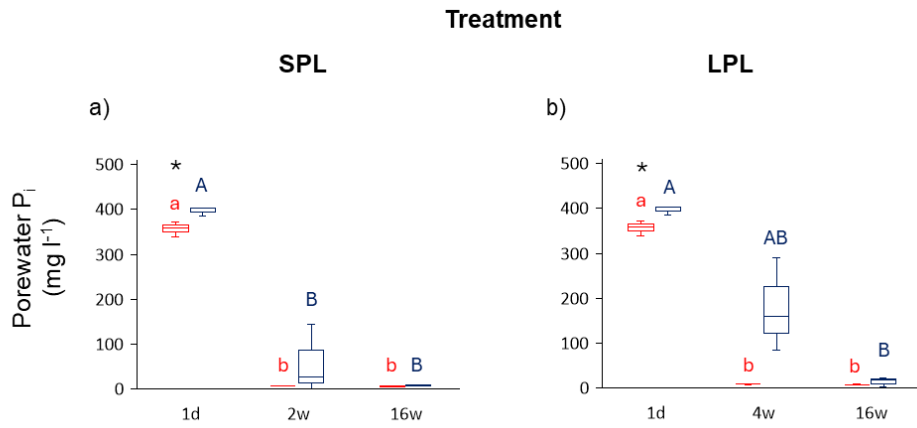 Treatment
SPL
LPL
a)
b)
Porewater Pi
(mg l-1)
500
400
300
200
100
0
*
a
A
b
B
b
B
1d
2w
16w
500
400
300
200
100
0
*
a
A
b
AB
b
B
1d
4w
16w